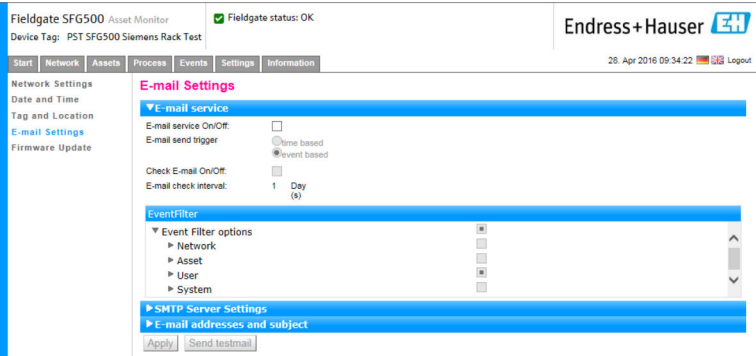 Fieldgate SFG500 Asset Monitor
Fieldgate status: OK
Device Tag: PST SFG500 Siemens Rack Test
Endress+Hauser EH
Start Network Assets Process Events Settings Information
28. Apr 2016 09:34:22 Logout
Network Settings
Date and Time
Tag and Location
E-mail Settings
Firmware Update
E-mail Settings
E-mail service
E-mail service On/Off:
E-mail send trigger
time based
event based
Check E-mail On/Off:
E-mail check interval: 1 Day
(s)
EventFilter
Event Filter options
Network
Asset
User
System
SMTP Server Settings
E-mail addresses and subject
Apply Send testmail